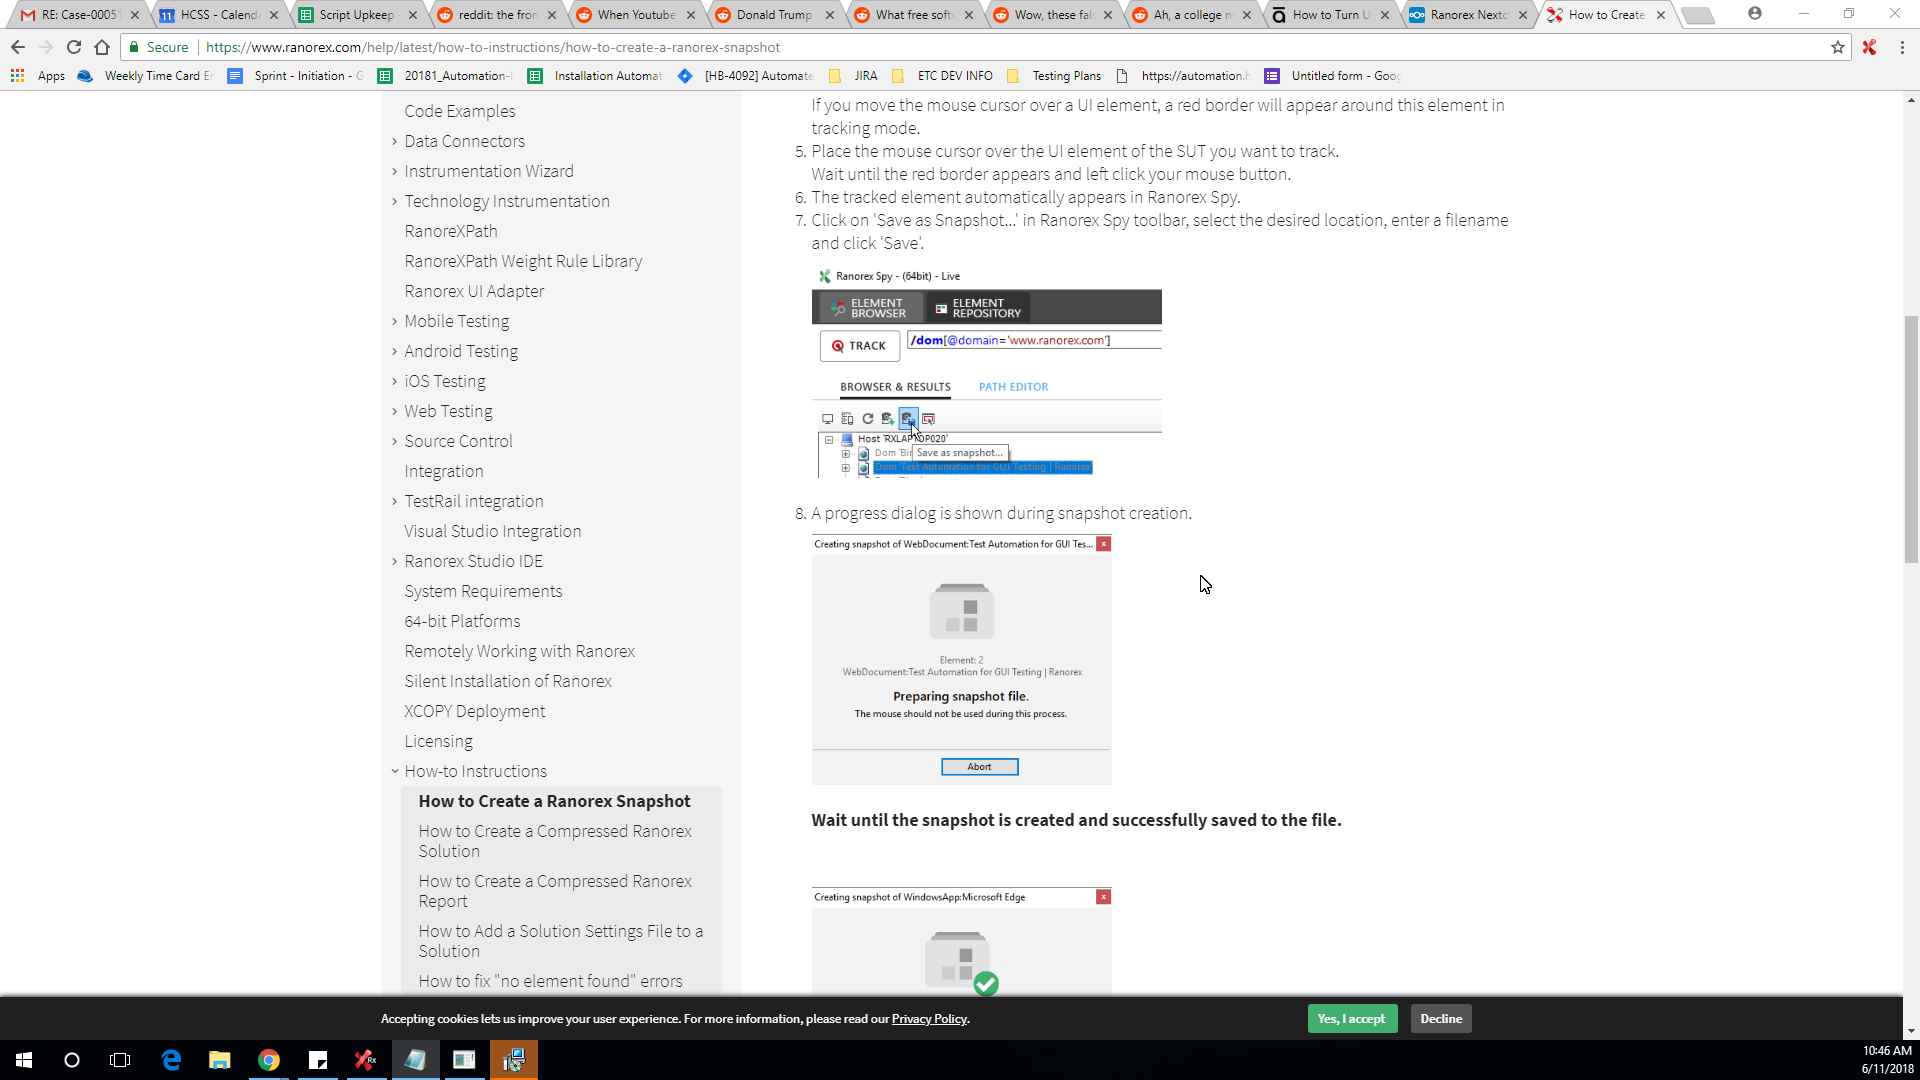 RE: Case-0005
HCSS - Calend
Script Upkeep
reddit: the fron
When Youtube
Donald Trump
What free soft
Wow, these fal
Ah, a college
How to Turn U
Ranorex Nextc
How to Create
Secure
https://www.ranorex.com/help/latest/how-to-instructions/how-to-create-a-ranorex-snapshot
Apps
Weekly Time Card E
Sprint - Initiation - G
20181_Automation-
Installation Automat
[HB-4092] Automate
JIRA
ETC DEV INFO
Testing Plans
https://automation.h
Untitled form - Goog
Code Examples
Data Connectors
Instrumentation Wizard
Technology Instrumentation
RanoreXPath
RanoreXPath Weight Rule Library
Ranorex UI Adapter
Mobile Testing
Android Testing
iOS Testing
Web Testing
Source Control
Integration
TestRail integration
Visual Studio Integration
Ranorex Studio IDE
System Requirements
64-bit Platforms
Remotely Working with Ranorex
Silent Installation of Ranorex
XCOPY Deployment
Licensing
How-to Instructions
How to Create a Ranorex Snapshot
How to Create a Compressed Ranorex
Solution
How to Create a Compressed Ranorex
Report
How to Add a Solution Settings File to a
Solution
How to fix "no element found" errors
If you move the mouse cursor over a UI element, a red border will appear around this element in
tracking mode.
5. Place the mouse cursor over the UI element of the SUT you want to track.
Wait until the red border appears and left click your mouse button.
6. The tracked element automatically appears in Ranorex Spy.
7. Click on 'Save as Snapshot...' in Ranorex Spy toolbar, select the desired location, enter a filename
and click 'Save'.
Ranorex Spy - (64bit) - Live
ELEMENT
BROWSER
ELEMENT
REPOSITORY
TRACK
/dom[@domain='www.ranorex.com']
BROWSER & RESULTS
PATH EDITOR
Host 'RXLAPTOP020'
Dom 'Bin
Save as snapshot...
Dom 'Test Automation for GUI Testing | Ranorex'
8. A progress dialog is shown during snapshot creation.
Creating snapshot of WebDocument:Test Automation for GUI Tes...
Element: 2
WebDocument:Test Automation for GUI Testing | Ranorex
Preparing snapshot file.
The mouse should not be used during this process.
Abort
Wait until the snapshot is created and successfully saved to the file.
Creating snapshot of WindowsApp:Microsoft Edge
Accepting cookies lets us improve your user experience. For more information, please read our Privacy Policy.
Yes, I accept
Decline
10:46 AM
6/11/2018